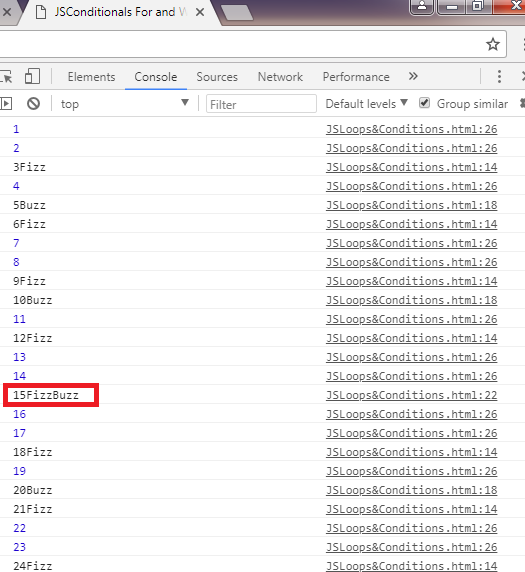 JSConditionals For and W
Elements Console Sources Network Performance »
top Filter Default levels Group similar
1 JSLoops&Conditions.html:26
2 JSLoops&Conditions.html:26
3Fizz JSLoops&Conditions.html:14
4 JSLoops&Conditions.html:26
5Buzz JSLoops&Conditions.html:18
6Fizz JSLoops&Conditions.html:14
7 JSLoops&Conditions.html:26
8 JSLoops&Conditions.html:26
9Fizz JSLoops&Conditions.html:14
10Buzz JSLoops&Conditions.html:18
11 JSLoops&Conditions.html:26
12Fizz JSLoops&Conditions.html:14
13 JSLoops&Conditions.html:26
14 JSLoops&Conditions.html:26
15FizzBuzz JSLoops&Conditions.html:22
16 JSLoops&Conditions.html:26
17 JSLoops&Conditions.html:26
18Fizz JSLoops&Conditions.html:14
19 JSLoops&Conditions.html:26
20Buzz JSLoops&Conditions.html:18
21Fizz JSLoops&Conditions.html:14
22 JSLoops&Conditions.html:26
23 JSLoops&Conditions.html:26
24Fizz JSLoops&Conditions.html:14